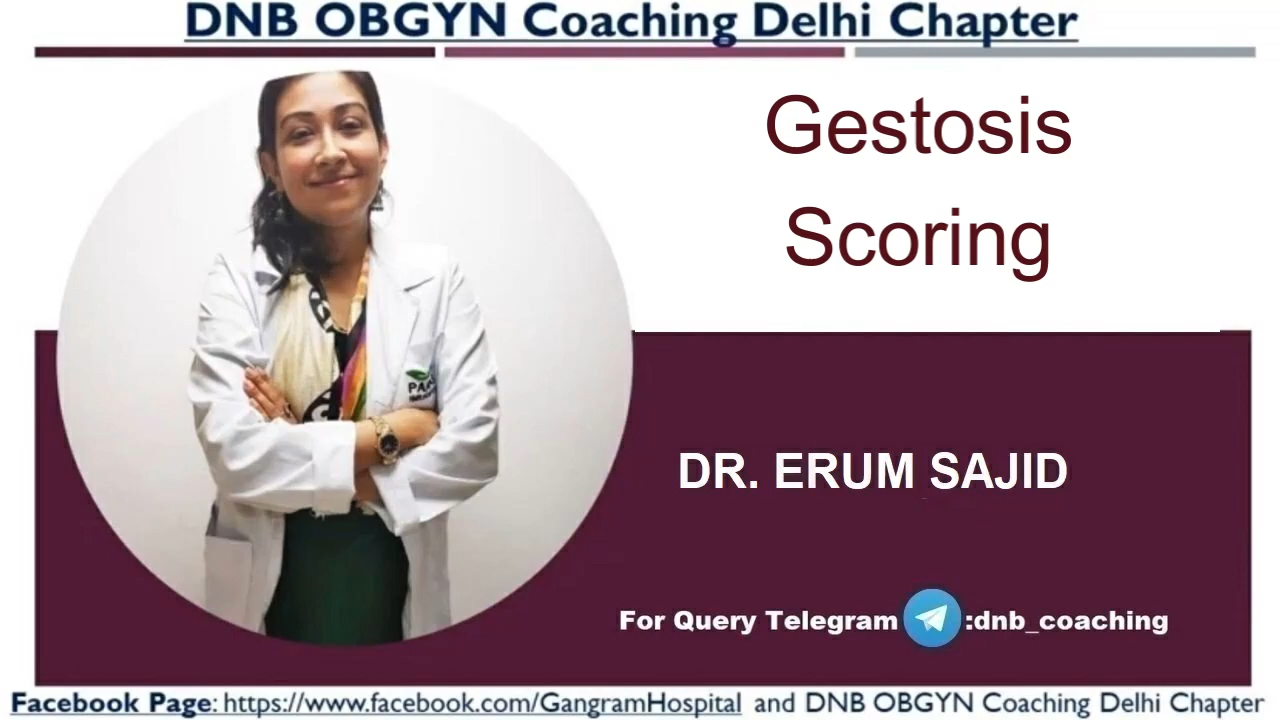 DNB OBGYN Coaching Delhi Chapter
Gestosis
Scoring
DR. ERUM SAJID
For Query Telegram :dnb_coaching
Facebook Page: https://www.facebook.com/GangramHospital and DNB OBGYN Coaching Delhi Chapter